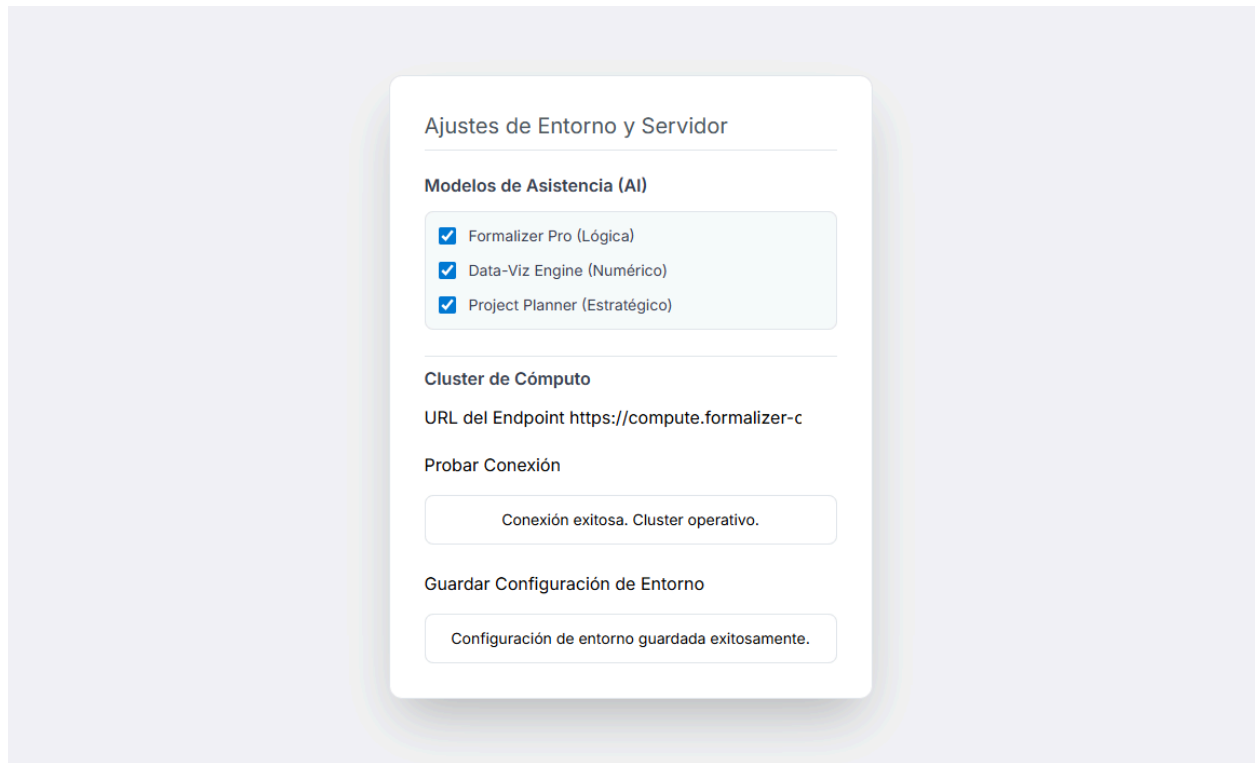 Ajustes de Entorno y Servidor
Modelos de Asistencia (AI)
Formalizer Pro (Lógica)
Data-Viz Engine (Numérico)
Project Planner (Estratégico)
Cluster de Cómputo
URL del Endpoint https://compute.formalizer-c
Probar Conexión
Conexión exitosa. Cluster operativo.
Guardar Configuración de Entorno
Configuración de entorno guardada exitosamente.